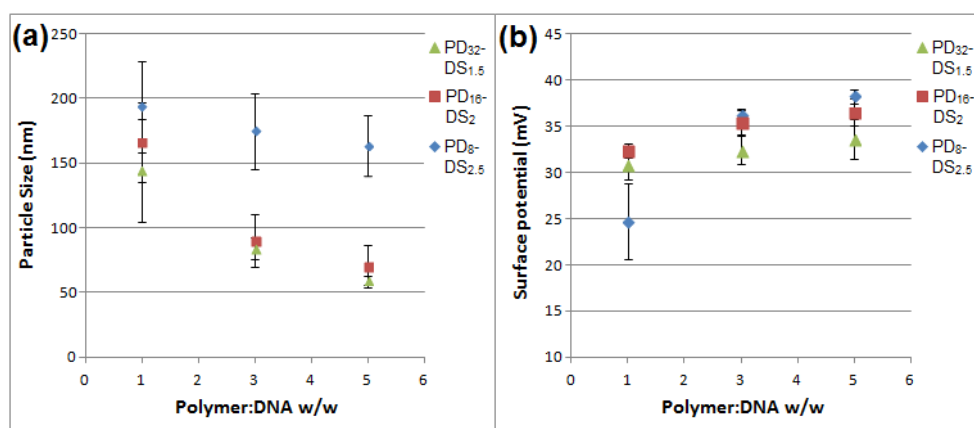 (a)
250
200
150
100
50
0
Particle Size (nm)
0 1 2 3 4 5 6
Polymer:DNA w/w
PD32-
DS1.5
PD16-
DS2
PD8-
DS2.5
(b)
45
40
35
30
25
20
15
10
Surface potential (mV)
0 1 2 3 4 5 6
Polymer:DNA w/w
PD32-
DS1.5
PD16-
DS2
PD8-
DS2.5